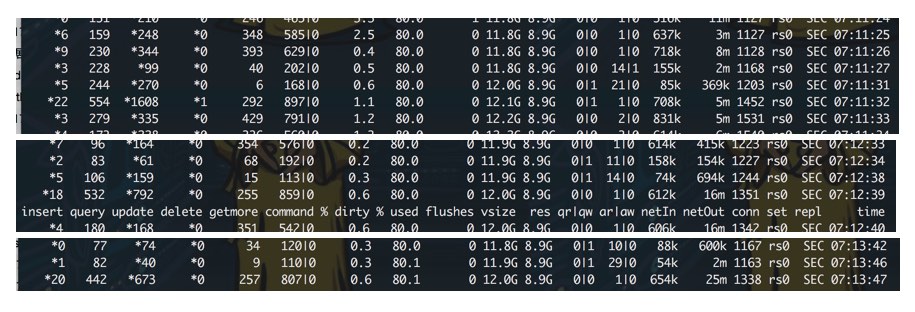 *6 159 *248 *0 348 585|0 2.5 80.0 0 11.8G 8.9G 0|0 1|0 637k 3m 1127 rs0 SEC 07:11:25
*9 230 *344 *0 393 629|0 0.4 80.0 0 11.8G 8.9G 0|0 1|0 718k 8m 1128 rs0 SEC 07:11:26
*3 228 *99 *0 40 202|0 0.5 80.0 0 11.8G 8.9G 0|0 14|1 155k 2m 1168 rs0 SEC 07:11:27
*5 244 *270 *0 6 168|0 0.6 80.0 0 12.0G 8.9G 0|1 21|0 85k 369k 1203 rs0 SEC 07:11:31
*22 554 *1608 *1 292 897|0 1.1 80.0 0 12.1G 8.9G 0|1 1|0 708k 5m 1452 rs0 SEC 07:11:32
*3 279 *335 *0 429 791|0 1.2 80.0 0 12.2G 8.9G 0|0 2|0 831k 5m 1531 rs0 SEC 07:11:33
*7 96 *164 *0 354 576|0 0.2 80.0 0 11.9G 8.9G 0|0 1|0 614k 415k 1223 rs0 SEC 07:12:33
*2 83 *61 *0 68 192|0 0.2 80.0 0 11.9G 8.9G 0|1 11|0 158k 154k 1227 rs0 SEC 07:12:34
*5 106 *159 *0 15 113|0 0.3 80.0 0 11.9G 8.9G 0|1 14|0 74k 694k 1244 rs0 SEC 07:12:38
*18 532 *792 *0 255 859|0 0.6 80.0 0 12.0G 8.9G 0|0 1|0 612k 16m 1351 rs0 SEC 07:12:39
insert query update delete getmore command % dirty % used flushes vsize res qr|qw ar|aw netIn netOut conn set repl time
*4 180 *168 *0 351 542|0 0.6 80.0 0 12.0G 8.9G 0|0 1|0 606k 16m 1342 rs0 SEC 07:12:40
*0 77 *74 *0 34 120|0 0.3 80.0 0 11.8G 8.9G 0|1 10|0 88k 600k 1167 rs0 SEC 07:13:42
*1 82 *40 *0 9 110|0 0.3 80.1 0 11.9G 8.9G 0|1 29|0 54k 2m 1163 rs0 SEC 07:13:46
*20 442 *673 *0 257 807|0 0.6 80.1 0 12.0G 8.9G 0|0 1|0 654k 25m 1338 rs0 SEC 07:13:47